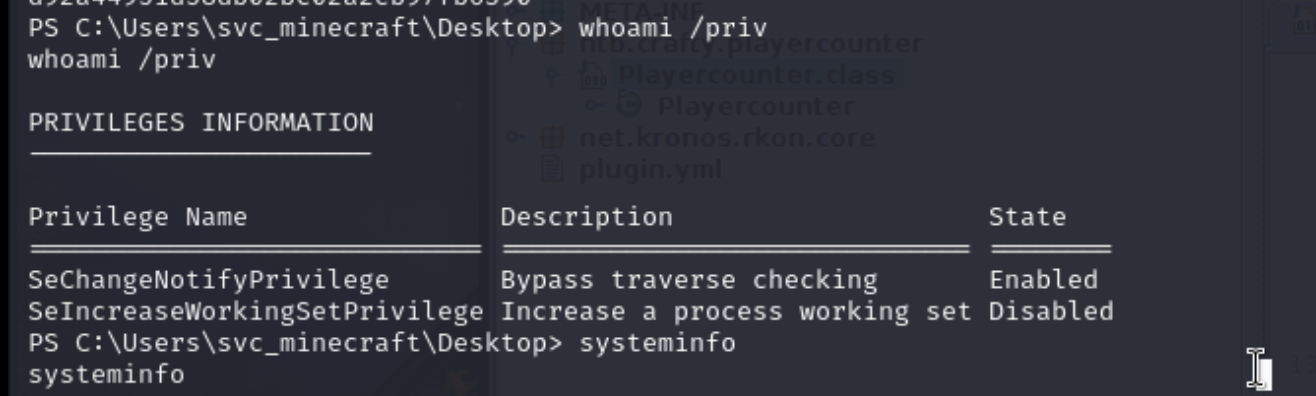 PS C:\Users\svc_minecraft\Desktop> whoami /priv
whoami /priv
PRIVILEGES INFORMATION
Privilege Name Description State
SeChangeNotifyPrivilege Bypass traverse checking Enabled
SeIncreaseWorkingSetPrivilege Increase a process working set Disabled
PS C:\Users\svc_minecraft\Desktop> systeminfo
systeminfo
META-INF
htb.crafty.playercounter
Playercounter.class
Playercounter
net.kronos.rkon.core
plugin.yml